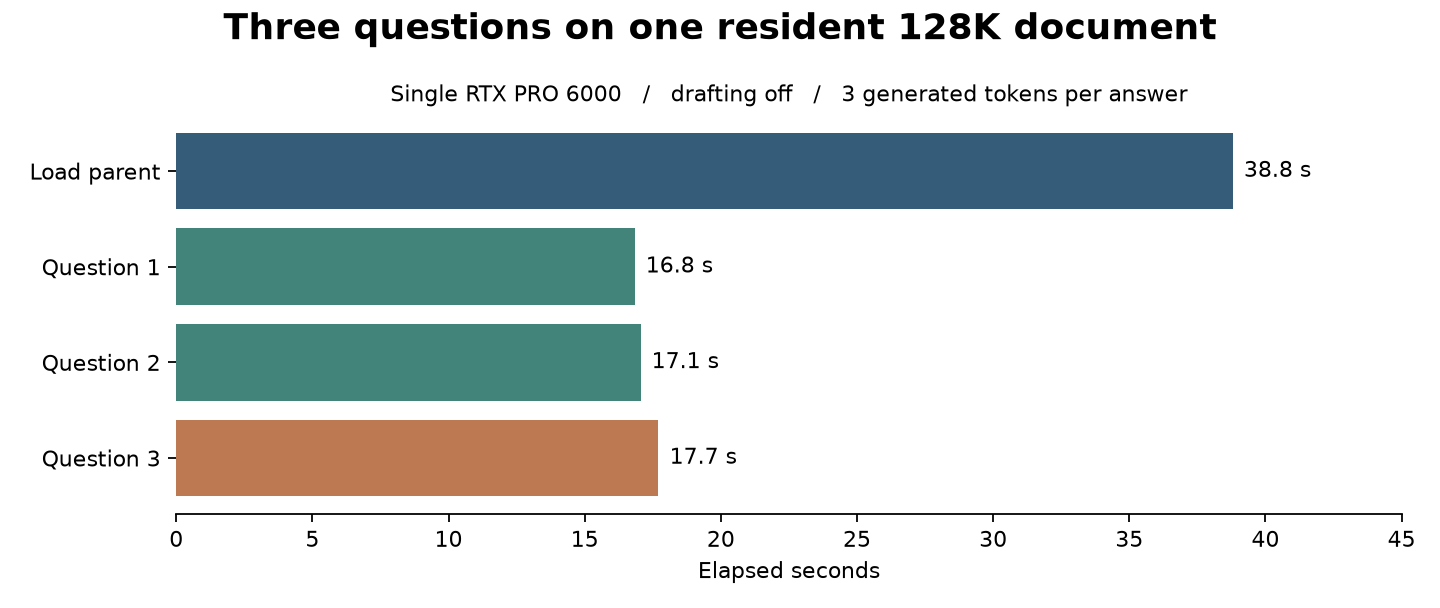 Three questions on one resident 128K document
Single RTX PRO 6000 / drafting off / 3 generated tokens per answer
Load parent 38.8 s
Question 1 16.8 s
Question 2 17.1 s
Question 3 17.7 s
0 5 10 15 20 25 30 35 40 45
Elapsed seconds